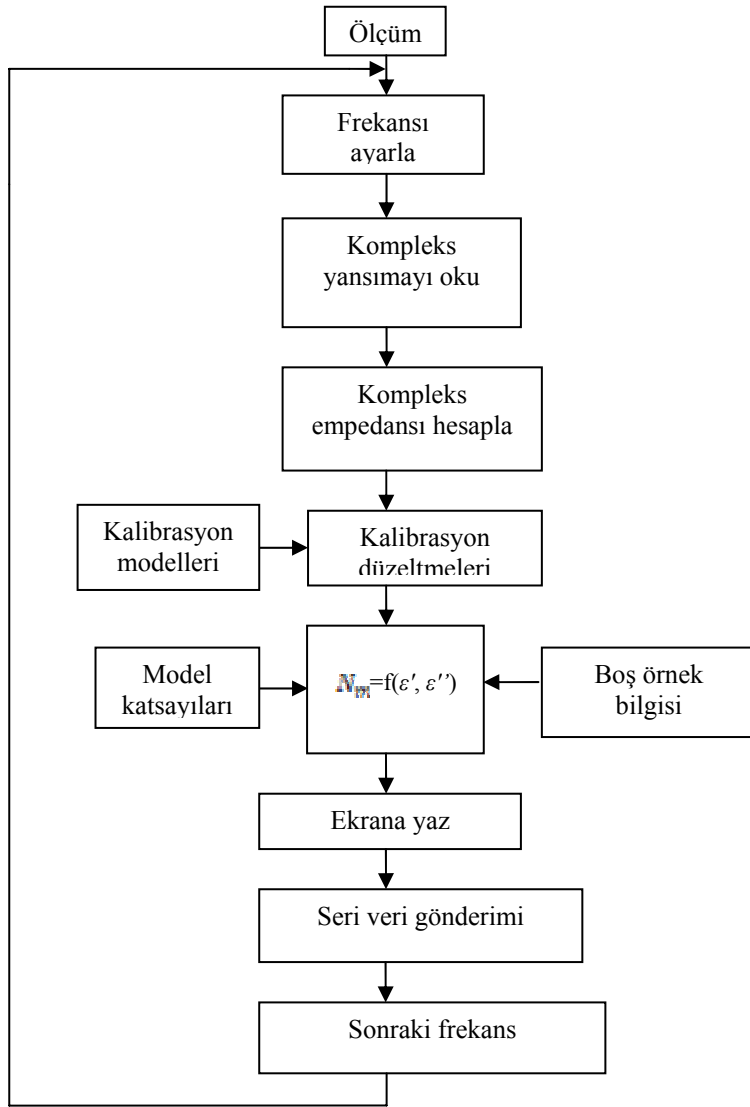 Ölçüm
Frekansı
ayarla
Kompleks
yansımayı oku
Kompleks
empedansı hesapla
Kalibrasyon
modelleri
Kalibrasyon
düzeltmeleri
Model
katsayıları
N_m=f(ε′, ε′′)
Boş örnek
bilgisi
Ekrana yaz
Seri veri gönderimi
Sonraki frekans